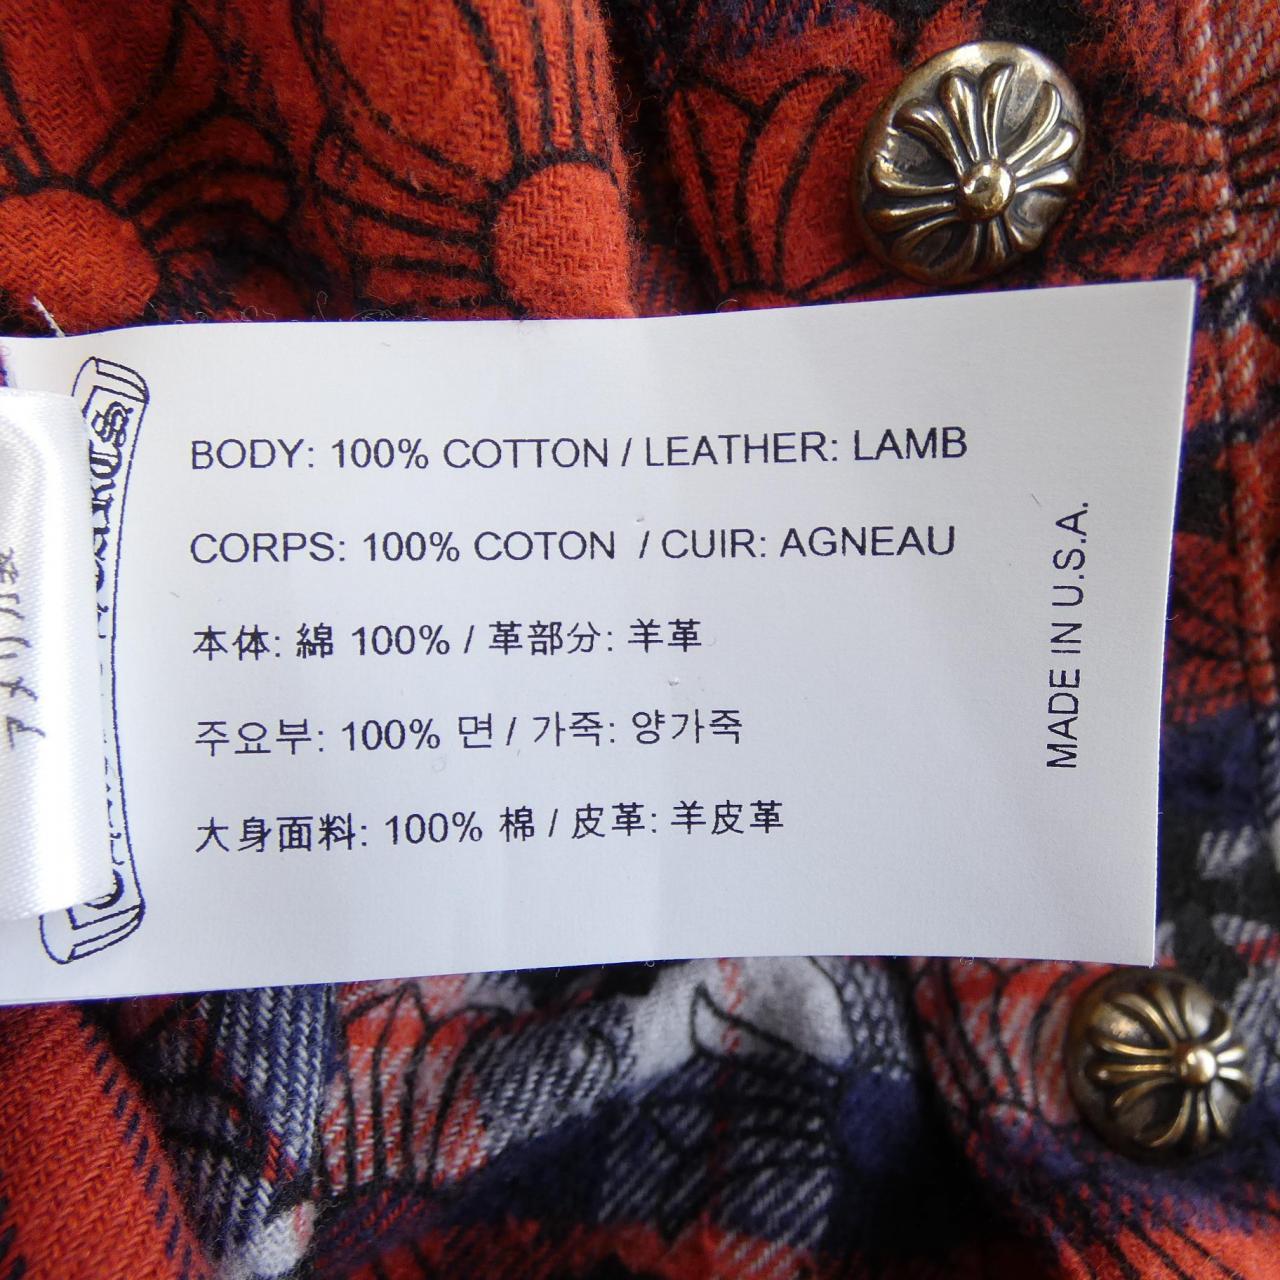 BODY: 100% COTTON / LEATHER: LAMB
CORPS: 100% COTON / CUIR: AGNEAU
本体: 綿 100% / 革部分: 羊革
주요부: 100% 면 / 가죽: 양가죽
大身面料: 100% 棉 / 皮革: 羊皮革
MADE IN U.S.A.